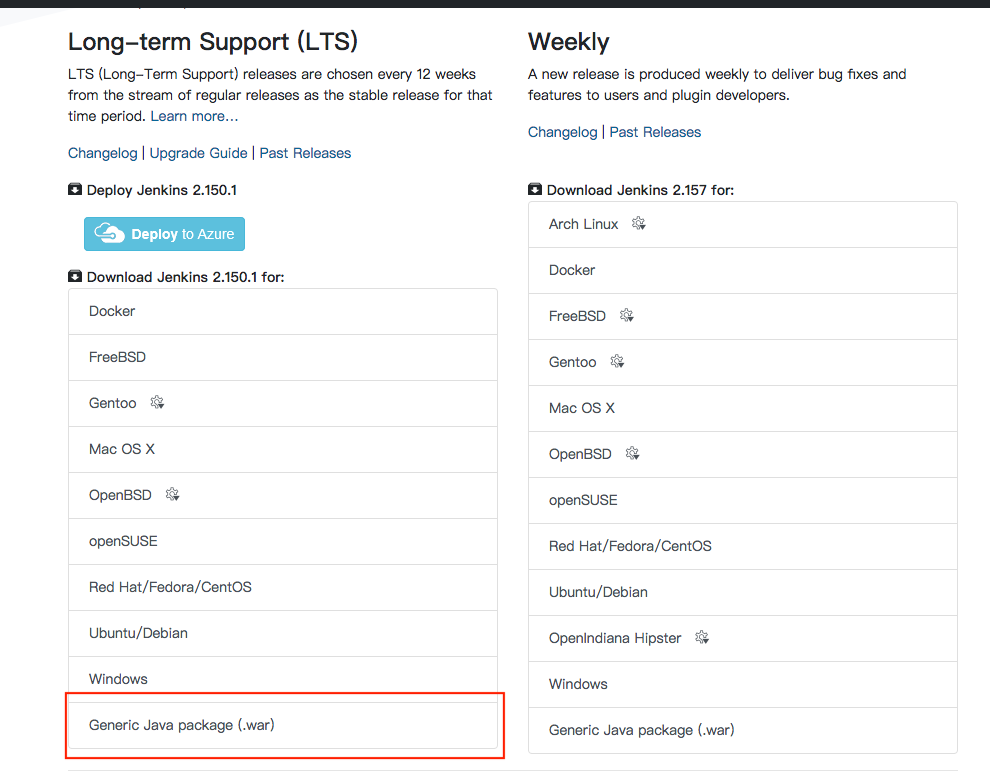 Long-term Support (LTS)
LTS (Long-Term Support) releases are chosen every 12 weeks
from the stream of regular releases as the stable release for that
time period. Learn more...
Changelog | Upgrade Guide | Past Releases
Deploy Jenkins 2.150.1
Deploy to Azure
Download Jenkins 2.150.1 for:
Docker
FreeBSD
Gentoo
Mac OS X
OpenBSD
openSUSE
Red Hat/Fedora/CentOS
Ubuntu/Debian
Windows
Generic Java package (.war)
Weekly
A new release is produced weekly to deliver bug fixes and
features to users and plugin developers.
Changelog | Past Releases
Download Jenkins 2.157 for:
Arch Linux
Docker
FreeBSD
Gentoo
Mac OS X
OpenBSD
openSUSE
Red Hat/Fedora/CentOS
Ubuntu/Debian
OpenIndiana Hipster
Windows
Generic Java package (.war)